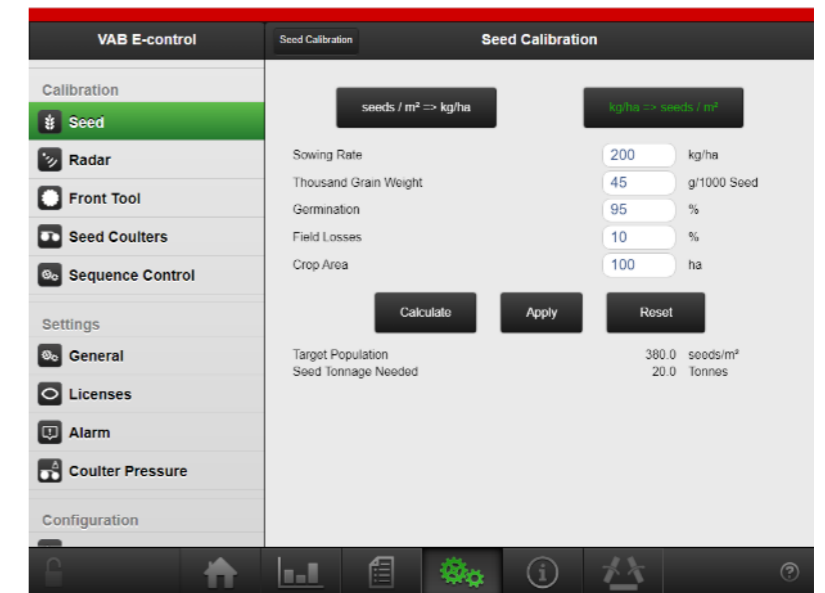 VAB E-control
Seed Calibration
Seed Calibration
Calibration
Seed
Radar
Front Tool
Seed Coulters
Sequence Control
Settings
General
Licenses
Alarm
Coulter Pressure
Configuration
seeds / m² => kg/ha
kg/ha => seeds / m²
Sowing Rate 200 kg/ha
Thousand Grain Weight 45 g/1000 Seed
Germination 95 %
Field Losses 10 %
Crop Area 100 ha
Calculate Apply Reset
Target Population 380.0 seeds/m²
Seed Tonnage Needed 20.0 Tonnes